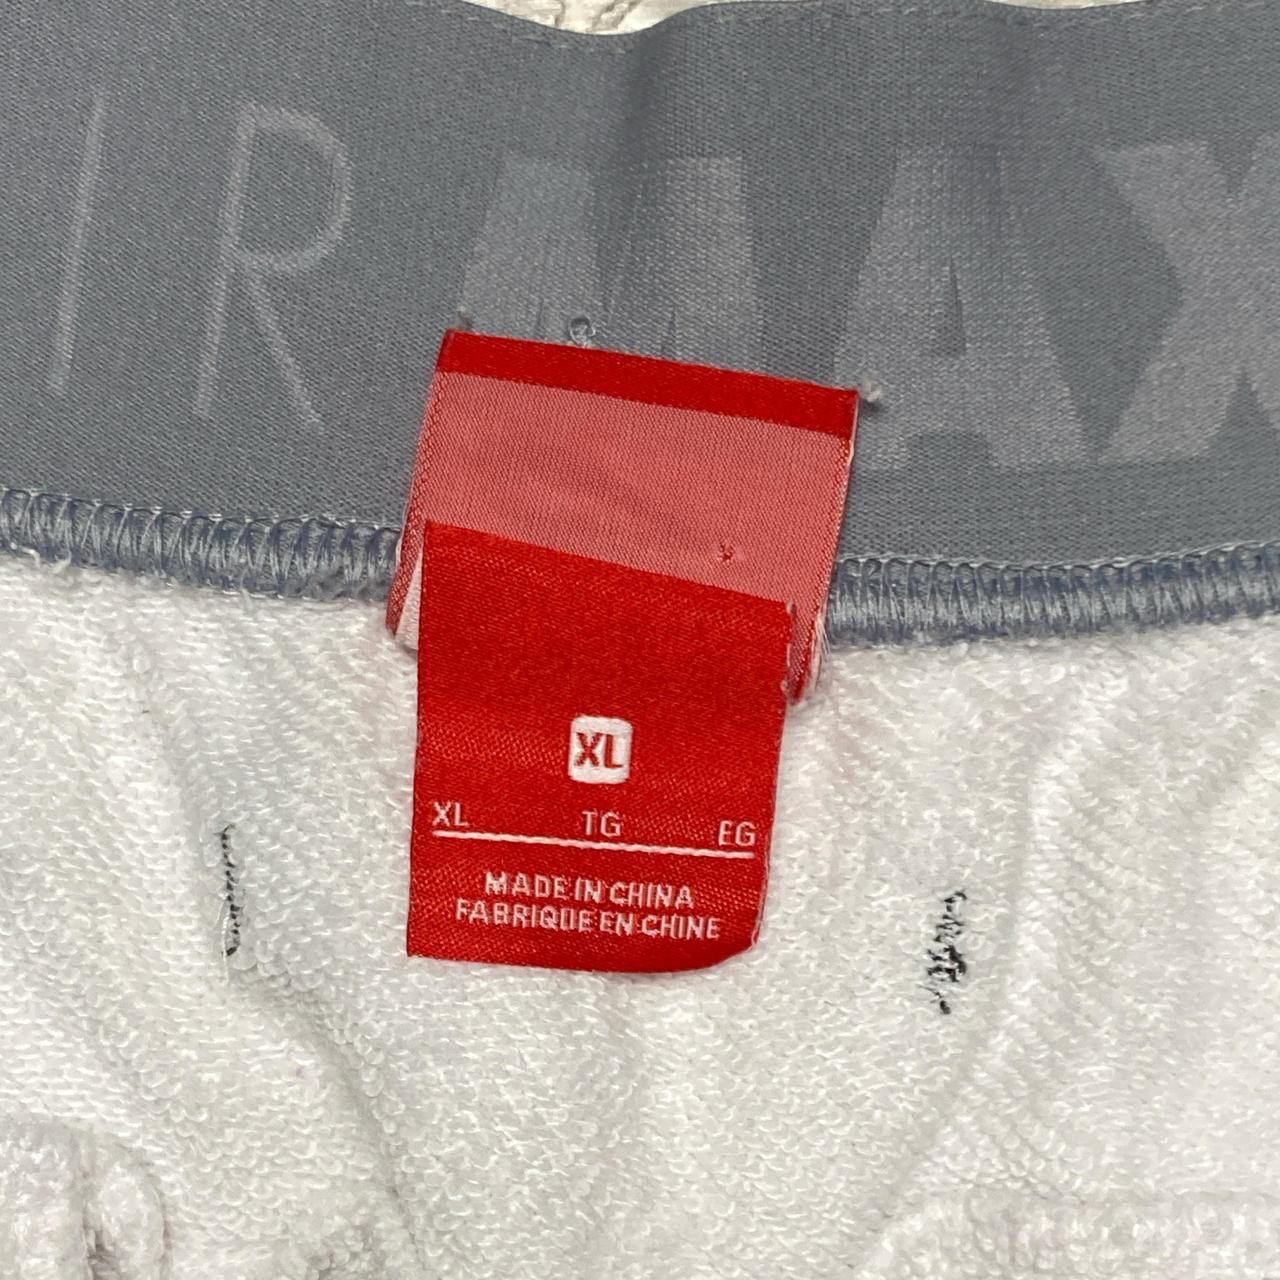 IR MAX
XL
XL TG EG
MADE IN CHINA
FABRIQUE EN CHINE